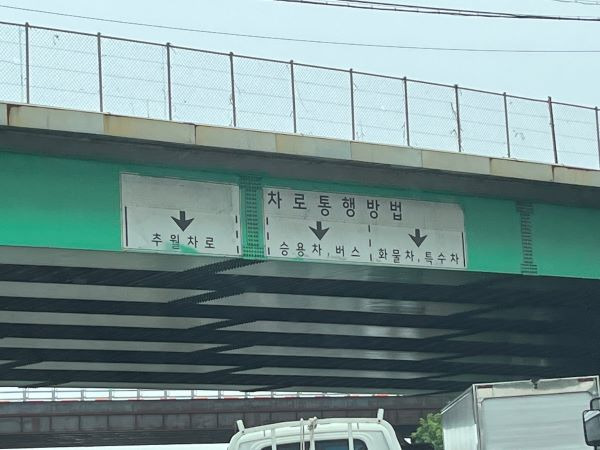 차로통행방법
추월차로
승용차,버스
화물차,특수차